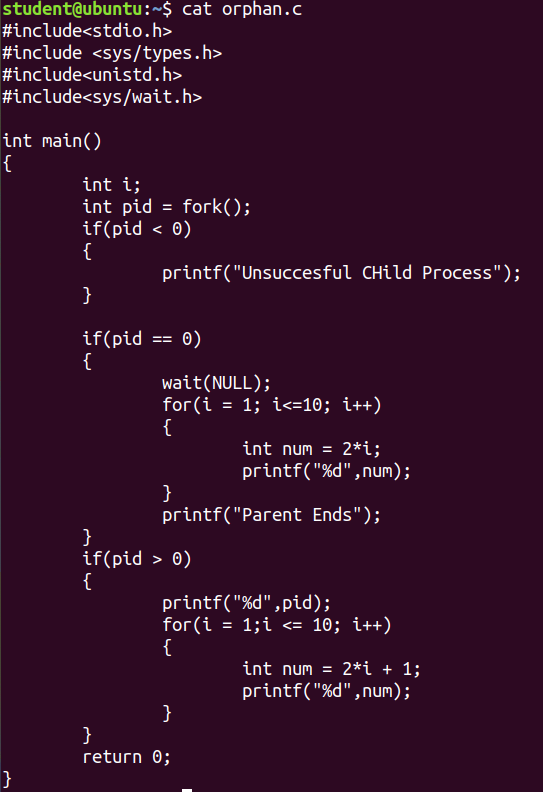 student@ubuntu:~$ cat orphan.c
#include<stdio.h>
#include <sys/types.h>
#include<unistd.h>
#include<sys/wait.h>

int main()
{
        int i;
        int pid = fork();
        if(pid < 0)
        {
                printf("Unsuccesful CHild Process");
        }

        if(pid == 0)
        {
                wait(NULL);
                for(i = 1; i<=10; i++)
                {
                        int num = 2*i;
                        printf("%d",num);
                }
                printf("Parent Ends");
        }
        if(pid > 0)
        {
                printf("%d",pid);
                for(i = 1;i <= 10; i++)
                {
                        int num = 2*i + 1;
                        printf("%d",num);
                }
        }
        return 0;
}